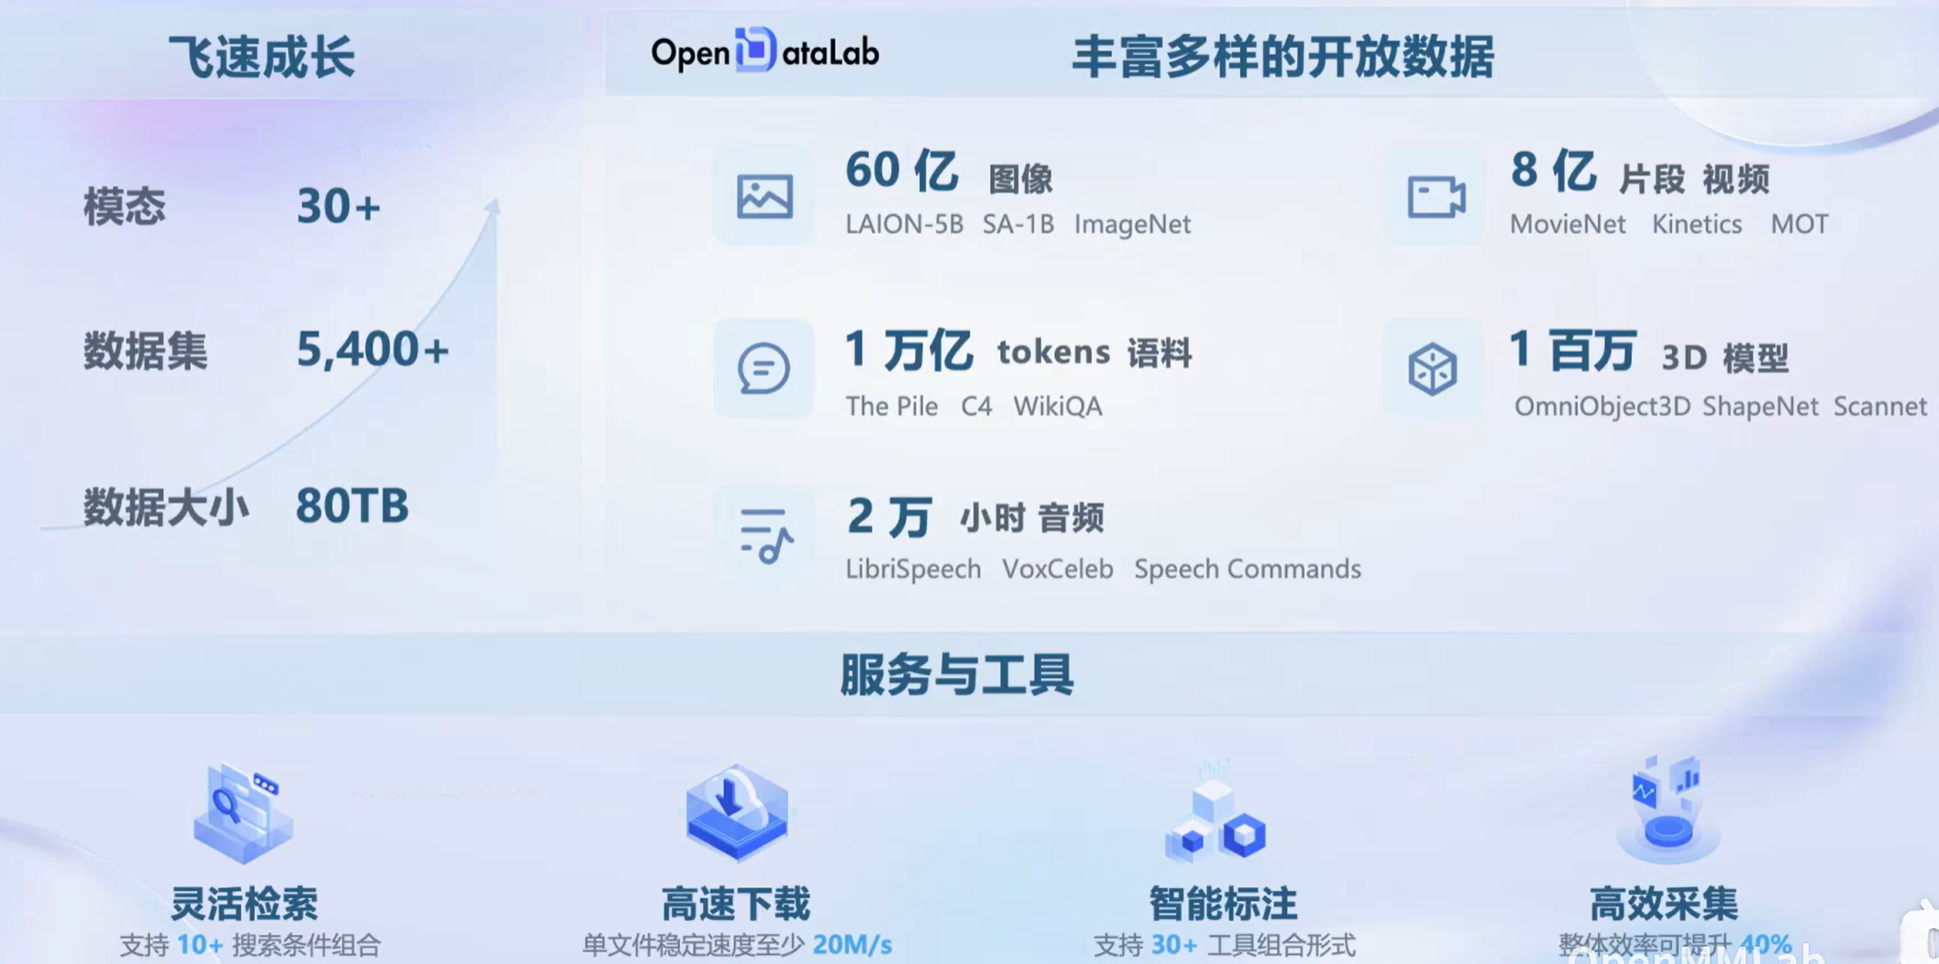 飞速成长
模态 30+
数据集 5,400+
数据大小 80TB
OpenDataLab 丰富多样的开放数据
60 亿 图像
LAION-5B SA-1B ImageNet
8 亿 片段 视频
MovieNet Kinetics MOT
1 万亿 tokens 语料
The Pile C4 WikiQA
1 百万 3D 模型
OmniObject3D ShapeNet Scannet
2 万 小时 音频
LibriSpeech VoxCeleb Speech Commands
服务与工具
灵活检索
支持 10+ 搜索条件组合
高速下载
单文件稳定速度至少 20M/s
智能标注
支持 30+ 工具组合形式
高效采集
整体效率可提升 40%
OpenMMLab